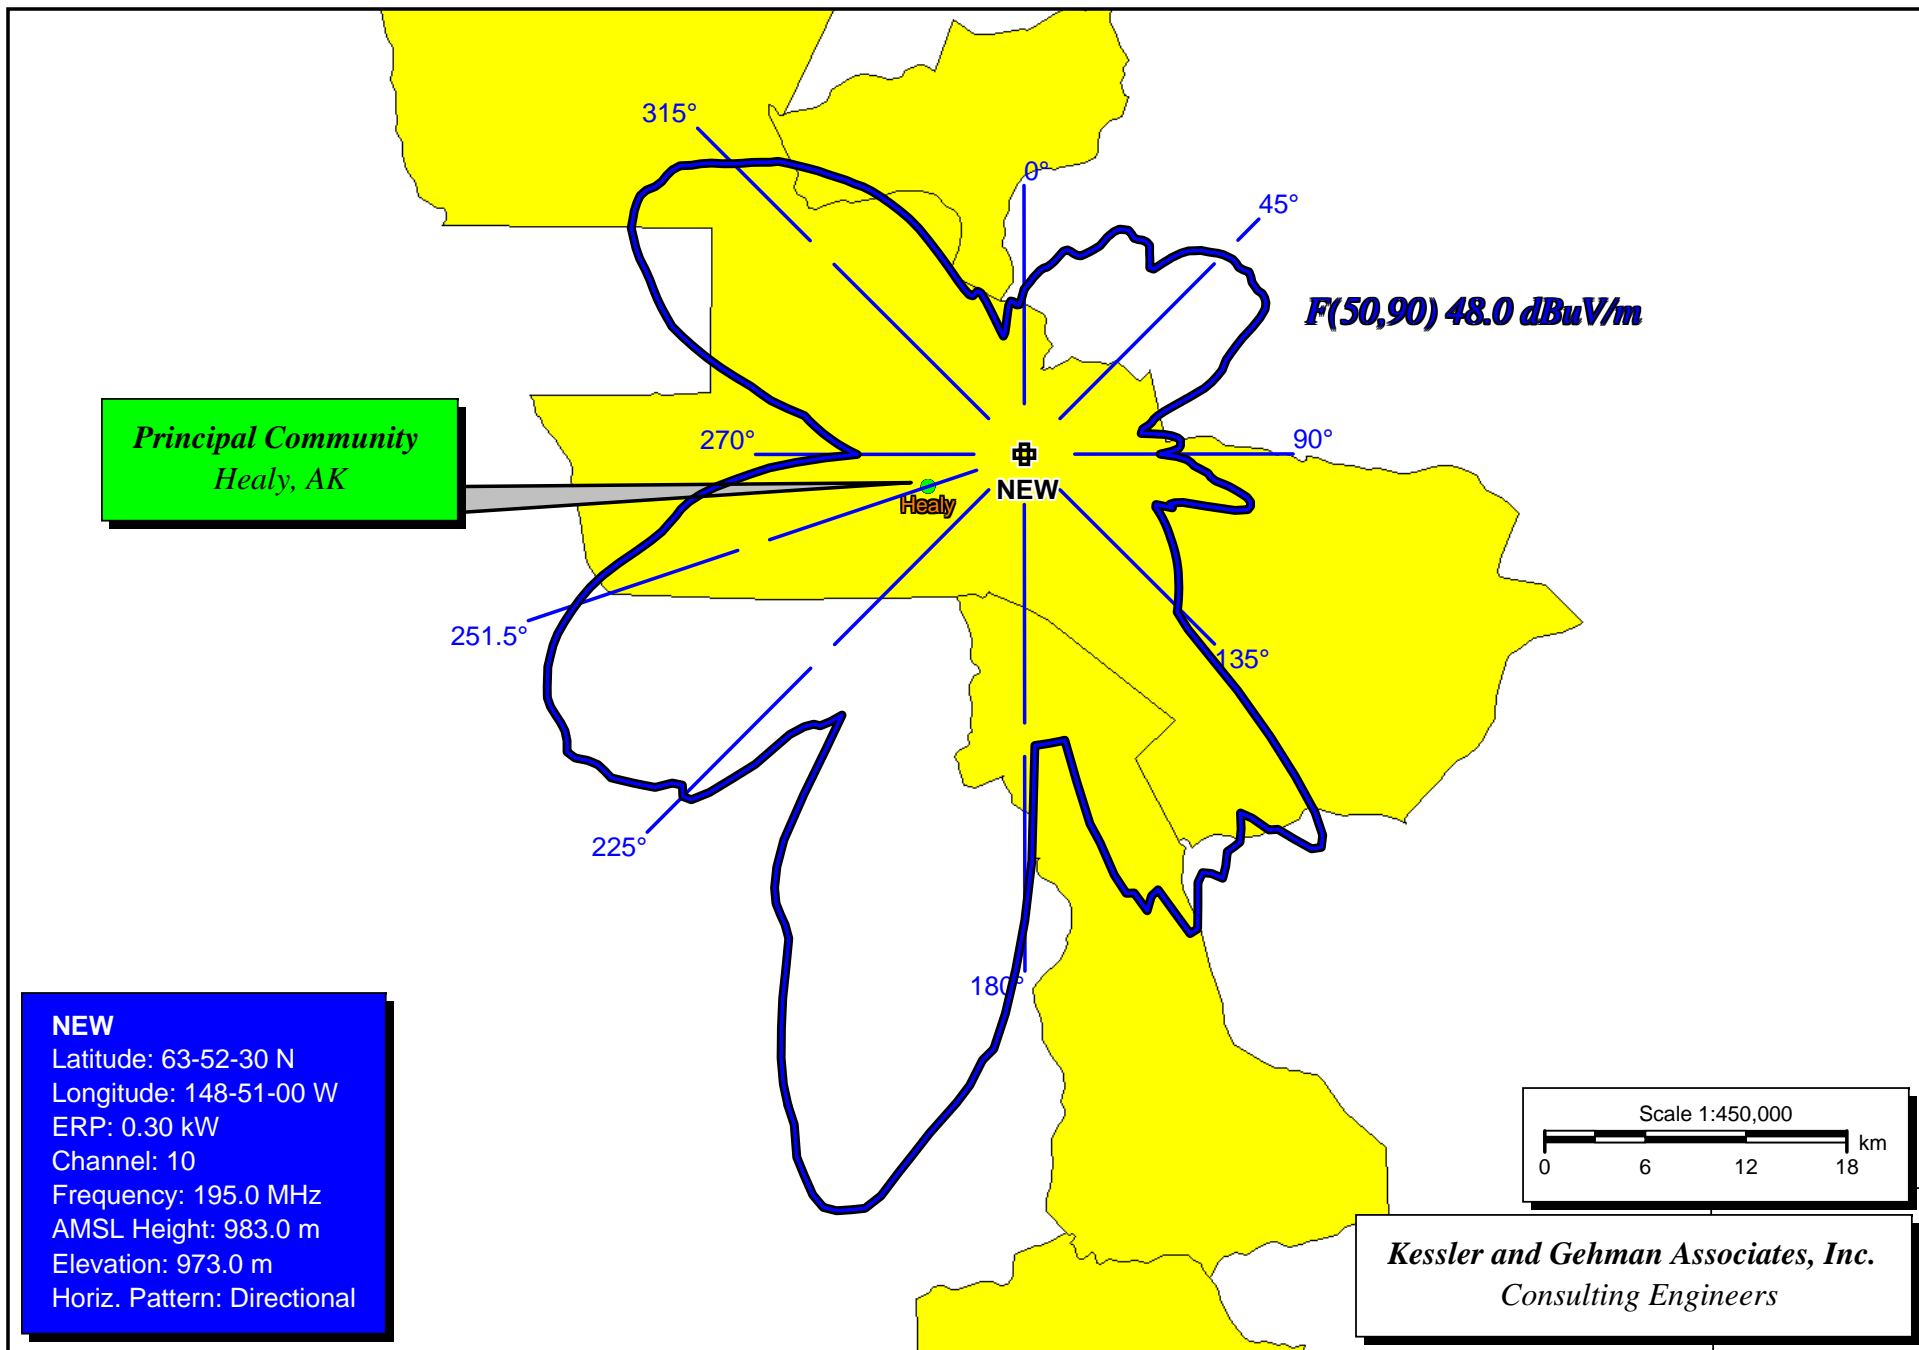 315°
0°
45°
F(50,90) 48.0 dBuV/m
Principal Community
Healy, AK
270°
90°
NEW
Healy
251.5°
135°
225°
180°
NEW
Latitude: 63-52-30 N
Longitude: 148-51-00 W
ERP: 0.30 kW
Channel: 10
Frequency: 195.0 MHz
AMSL Height: 983.0 m
Elevation: 973.0 m
Horiz. Pattern: Directional
Scale 1:450,000
km
0 6 12 18
Kessler and Gehman Associates, Inc.
Consulting Engineers